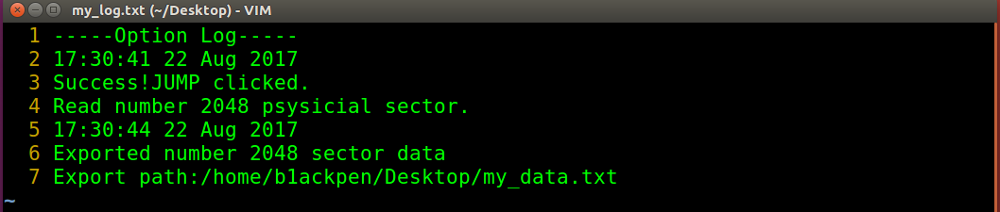 my_log.txt (~/Desktop) - VIM
1 -----Option Log-----
2 17:30:41 22 Aug 2017
3 Success!JUMP clicked.
4 Read number 2048 psysicial sector.
5 17:30:44 22 Aug 2017
6 Exported number 2048 sector data
7 Export path:/home/b1ackpen/Desktop/my_data.txt
~